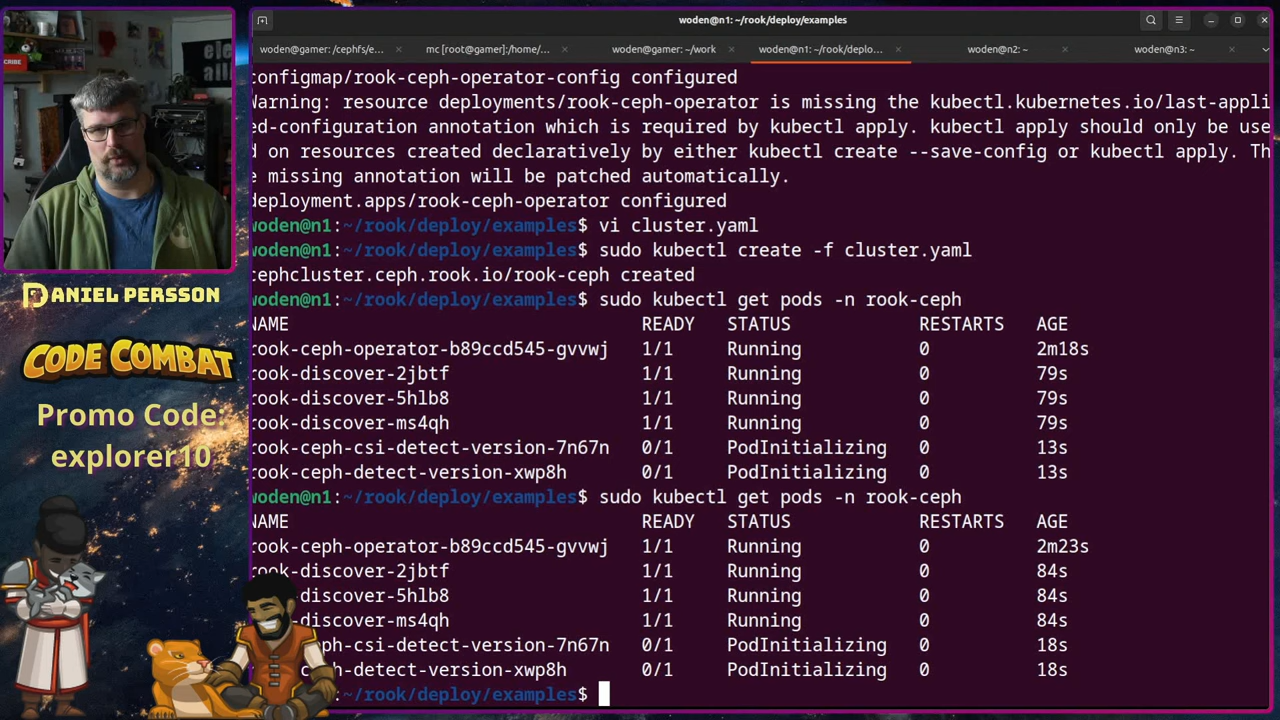 woden@n1: ~/rook/deploy/examples
woden@gamer: /cephfs/e...
mc [root@gamer]:/home/...
woden@gamer: ~/work
woden@n1: ~/rook/deplo...
woden@n2: ~
woden@n3: ~
configmap/rook-ceph-operator-config configured
Warning: resource deployments/rook-ceph-operator is missing the kubectl.kubernetes.io/last-appli
ed-configuration annotation which is required by kubectl apply. kubectl apply should only be use
d on resources created declaratively by either kubectl create --save-config or kubectl apply. Th
e missing annotation will be patched automatically.
deployment.apps/rook-ceph-operator configured
woden@n1:~/rook/deploy/examples$ vi cluster.yaml
woden@n1:~/rook/deploy/examples$ sudo kubectl create -f cluster.yaml
cephcluster.ceph.rook.io/rook-ceph created
woden@n1:~/rook/deploy/examples$ sudo kubectl get pods -n rook-ceph
NAME READY STATUS RESTARTS AGE
rook-ceph-operator-b89ccd545-gvvwj 1/1 Running 0 2m18s
rook-discover-2jbtf 1/1 Running 0 79s
rook-discover-5hlb8 1/1 Running 0 79s
rook-discover-ms4qh 1/1 Running 0 79s
rook-ceph-csi-detect-version-7n67n 0/1 PodInitializing 0 13s
rook-ceph-detect-version-xwp8h 0/1 PodInitializing 0 13s
woden@n1:~/rook/deploy/examples$ sudo kubectl get pods -n rook-ceph
NAME READY STATUS RESTARTS AGE
rook-ceph-operator-b89ccd545-gvvwj 1/1 Running 0 2m23s
rook-discover-2jbtf 1/1 Running 0 84s
-discover-5hlb8 1/1 Running 0 84s
-discover-ms4qh 1/1 Running 0 84s
ceph-csi-detect-version-7n67n 0/1 PodInitializing 0 18s
ceph-detect-version-xwp8h 0/1 PodInitializing 0 18s
:~/rook/deploy/examples$
DANIEL PERSSON
CODE COMBAT
Promo Code:
explorer10